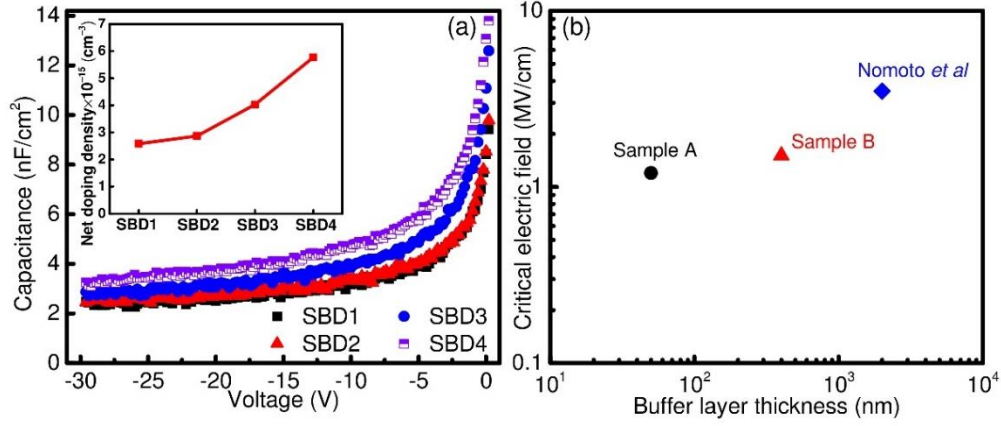 (a)
Capacitance (nF/cm²)
14
12
10
8
6
4
2
0
Net doping density×10⁻¹⁵ (cm⁻³)
7
6
5
4
3
2
1
0
SBD1 SBD2 SBD3 SBD4
SBD1 SBD3
SBD2 SBD4
-30 -25 -20 -15 -10 -5 0
Voltage (V)
(b)
Critical electric field (MV/cm)
10
1
0.1
Nomoto et al
Sample A
Sample B
10¹ 10² 10³ 10⁴
Buffer layer thickness (nm)